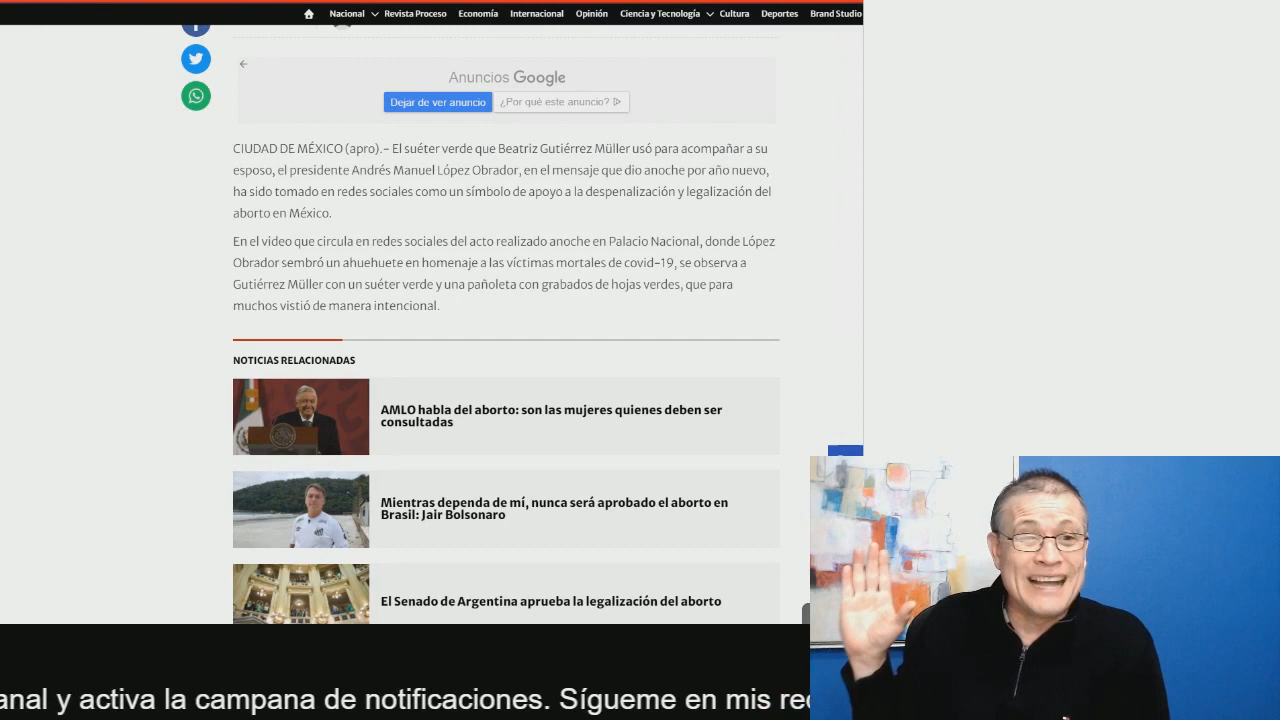 Nacional Revista Proceso Economía Internacional Opinión Ciencia y Tecnología Cultura Deportes Brand Studio
Anuncios Google
Dejar de ver anuncio ¿Por qué este anuncio?
CIUDAD DE MÉXICO (apro).- El suéter verde que Beatriz Gutiérrez Müller usó para acompañar a su
esposo, el presidente Andrés Manuel López Obrador, en el mensaje que dio anoche por año nuevo,
ha sido tomado en redes sociales como un símbolo de apoyo a la despenalización y legalización del
aborto en México.
En el video que circula en redes sociales del acto realizado anoche en Palacio Nacional, donde López
Obrador sembró un ahuehuete en homenaje a las víctimas mortales de covid-19, se observa a
Gutiérrez Müller con un suéter verde y una pañoleta con grabados de hojas verdes, que para
muchos vistió de manera intencional.
NOTICIAS RELACIONADAS
AMLO habla del aborto: son las mujeres quienes deben ser
consultadas
Mientras dependa de mí, nunca será aprobado el aborto en
Brasil: Jair Bolsonaro
El Senado de Argentina aprueba la legalización del aborto
anal y activa la campana de notificaciones. Sígueme en mis red